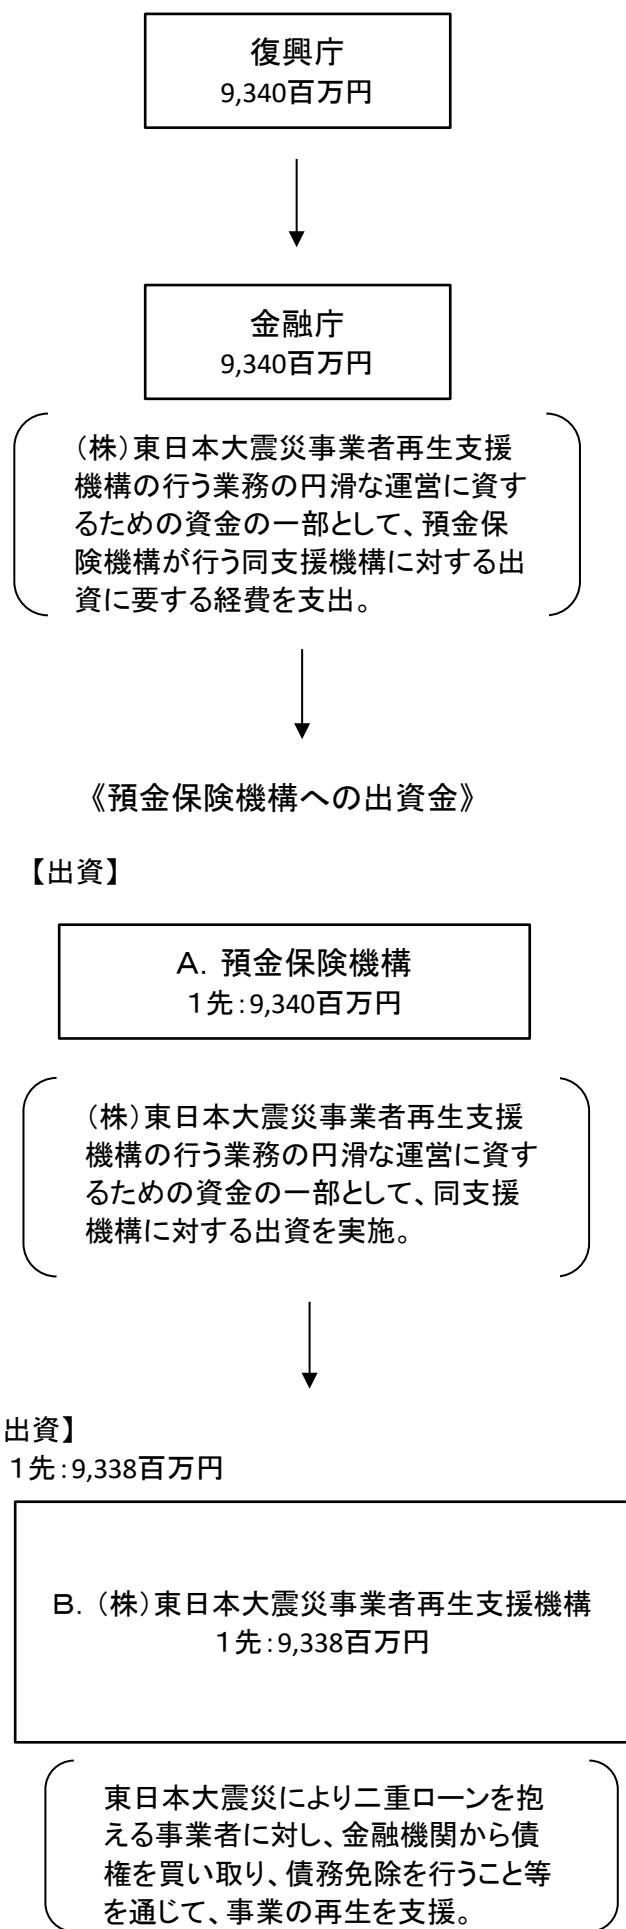 復興庁
9,340百万円
金融庁
9,340百万円
（株）東日本大震災事業者再生支援
機構の行う業務の円滑な運営に資す
るための資金の一部として、預金保
険機構が行う同支援機構に対する出
資に要する経費を支出。
《預金保険機構への出資金》
【出資】
Ａ．預金保険機構
１先：9,340百万円
（株）東日本大震災事業者再生支援
機構の行う業務の円滑な運営に資す
るための資金の一部として、同支援
機構に対する出資を実施。
出資】
１先：9,338百万円
Ｂ．（株）東日本大震災事業者再生支援機構
１先：9,338百万円
東日本大震災により二重ローンを抱
える事業者に対し、金融機関から債
権を買い取り、債務免除を行うこと等
を通じて、事業の再生を支援。